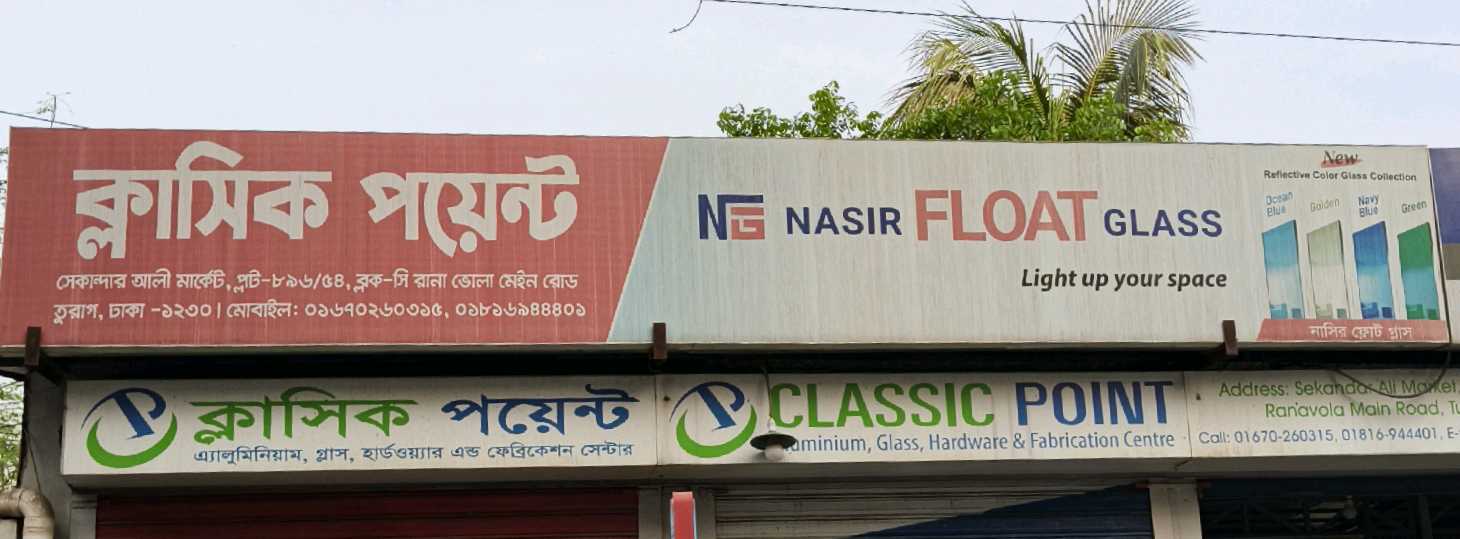 ক্লাসিক পয়েন্ট
সেকান্দার আলী মার্কেট, প্লট-৮৯৬/৫৪, ব্লক-সি রানা ভোলা মেইন রোড
তুরাগ, ঢাকা -১২৩০। মোবাইল: ০১৬৭০২৬০৩১৫, ০১৮১৬৯৪৪৪০১
NG NASIR FLOAT GLASS
Light up your space
New
Reflective Color Glass Collection
Ocean Blue Golden Navy Blue Green
নাসির ফ্লোট গ্লাস
ক্লাসিক পয়েন্ট
এ্যালুমিনিয়াম, গ্লাস, হার্ডওয়্যার এন্ড ফেব্রিকেশন সেন্টার
CLASSIC POINT
Glass, Hardware & Fabrication Centre
Address: Sekandar Ali Market,
Ranavola Main Road,
Call: 01670-260315, 01816-944401,